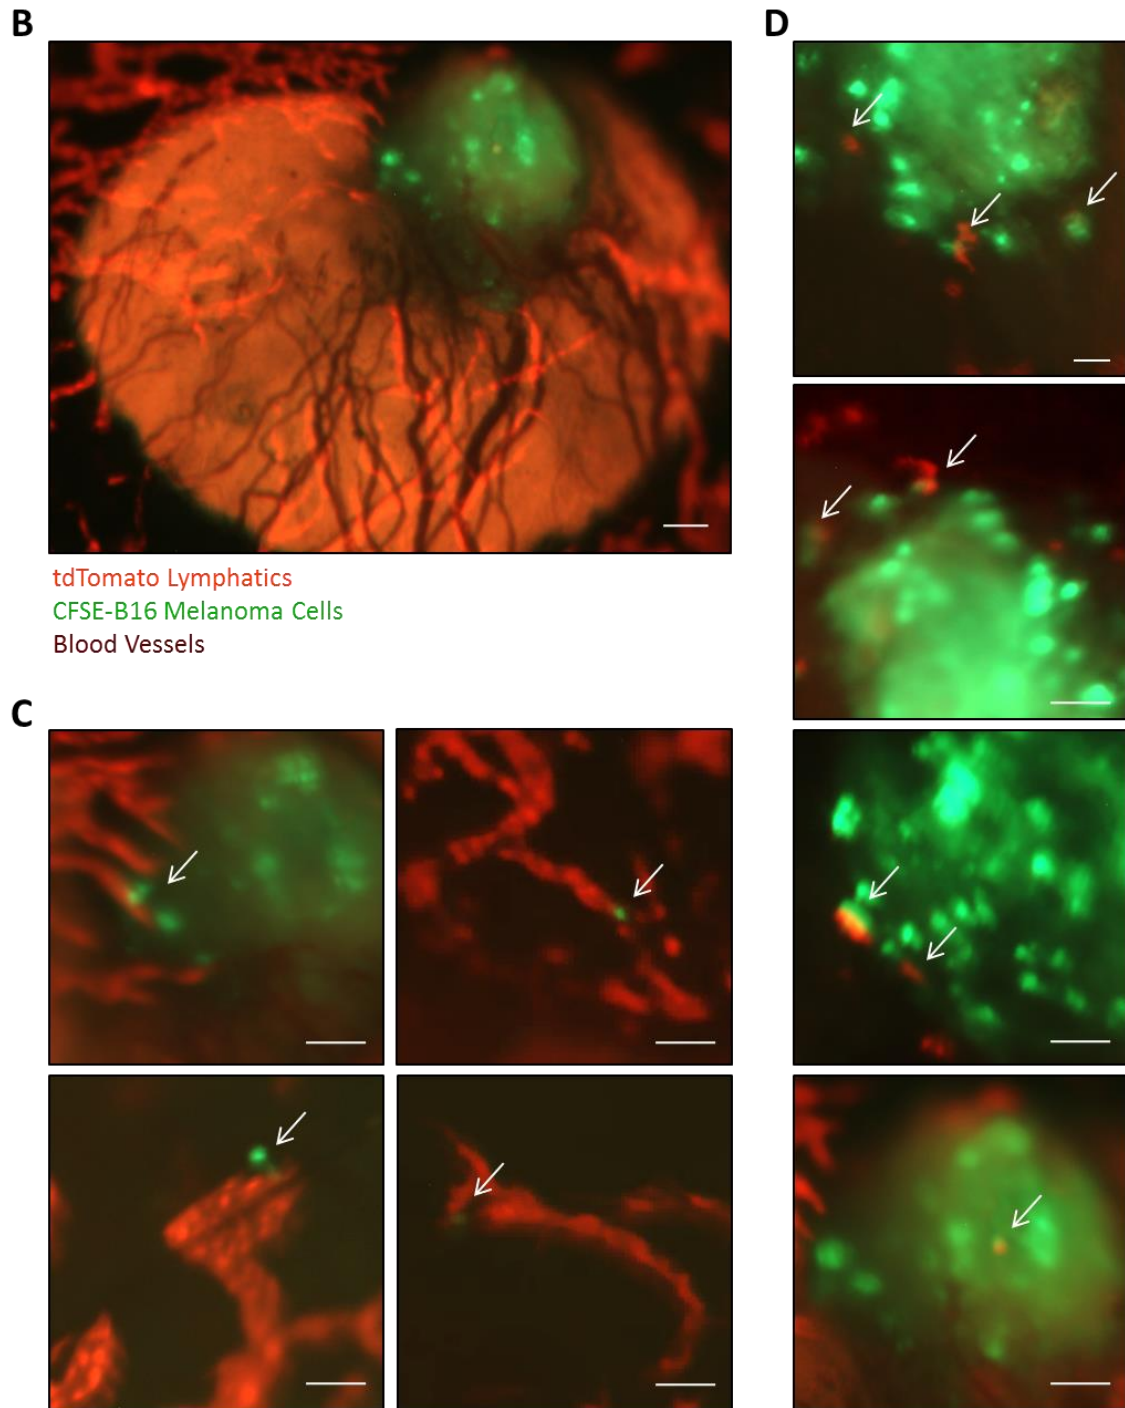 B
D
tdTomato Lymphatics
CFSE-B16 Melanoma Cells
Blood Vessels
C